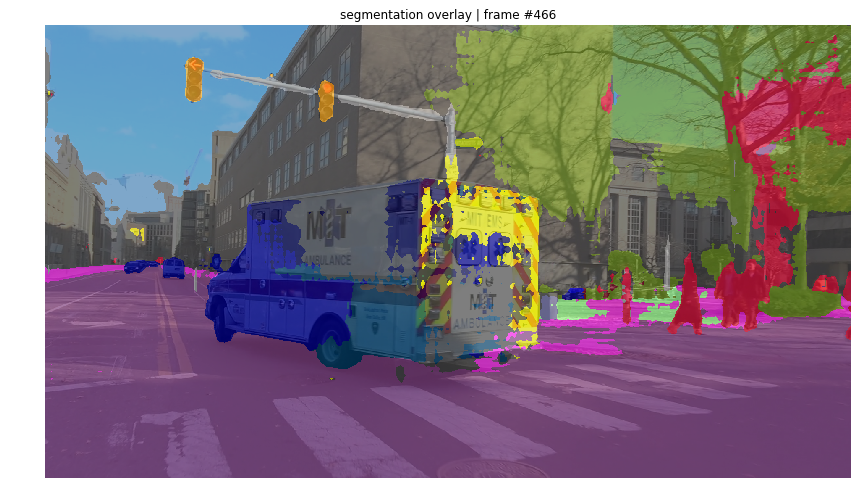 segmentation overlay | frame #466
MIT
AMBULANCE
MIT EMS
MIT
AMBULANCE